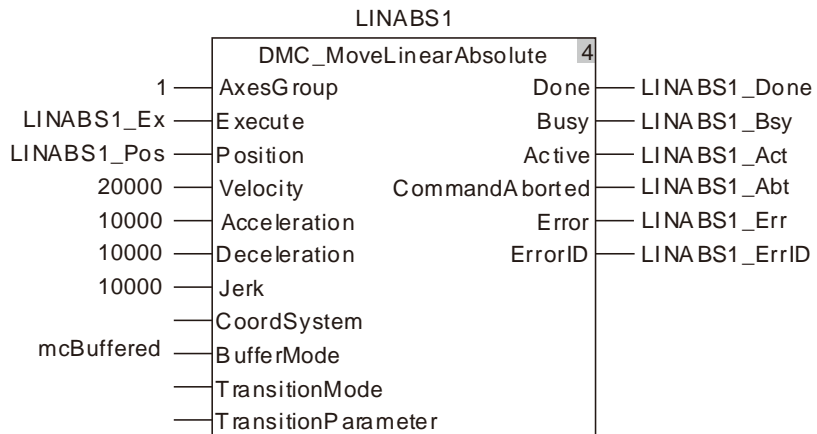 LINABS1
DMC_MoveLinearAbsolute 4
1 AxesGroup Done LINABS1_Done
LINABS1_Ex Execute Busy LINABS1_Bsy
LINABS1_Pos Position Active LINABS1_Act
20000 Velocity CommandAborted LINABS1_Abt
10000 Acceleration Error LINABS1_Err
10000 Deceleration ErrorID LINABS1_ErrID
10000 Jerk
CoordSystem
mcBuffered BufferMode
TransitionMode
TransitionParameter